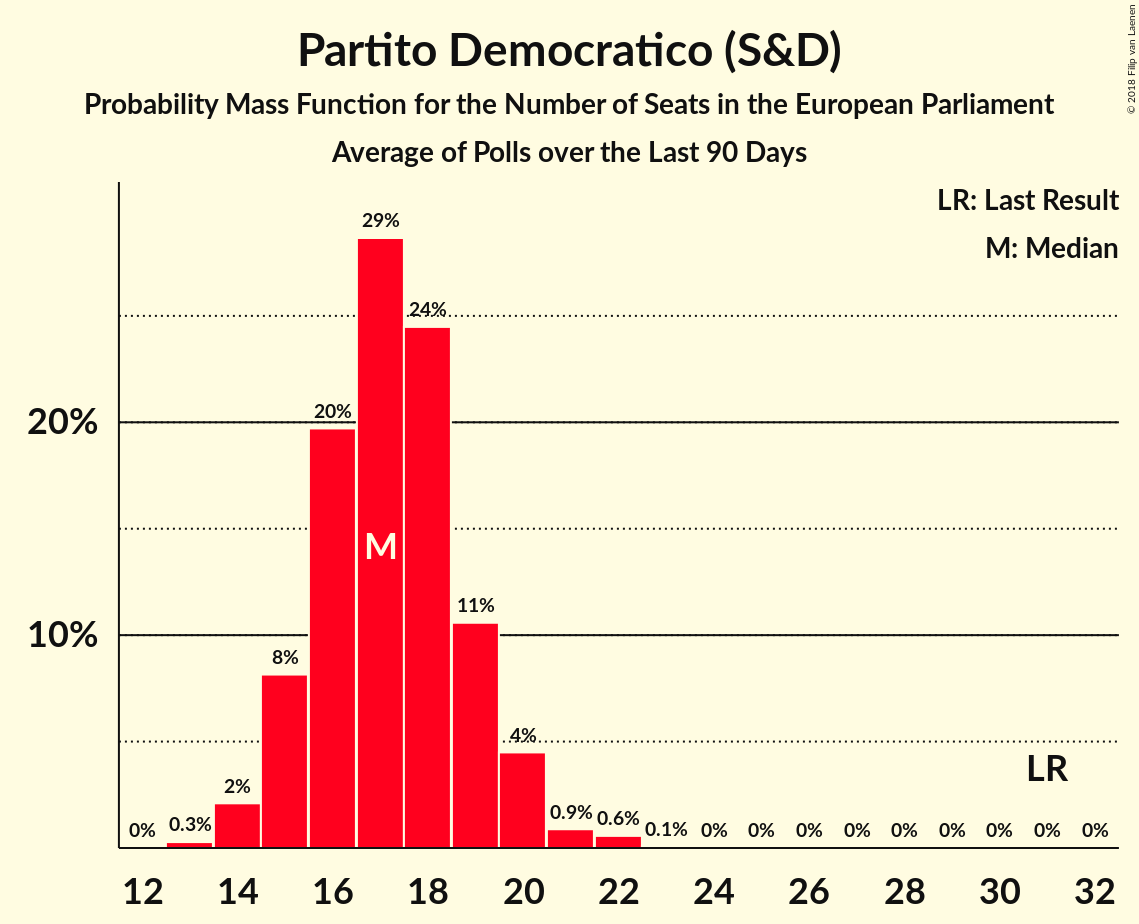 Partito Democratico (S&D)
Probability Mass Function for the Number of Seats in the European Parliament
Average of Polls over the Last 90 Days
© 2018 Filip van Laenen
LR: Last Result
M: Median
29%
24%
20%
20%
M
11%
10%
8%
4%
LR
2%
0.9%
0.6%
0% 0.3% 0.1% 0% 0% 0% 0% 0% 0% 0% 0% 0%
12 14 16 18 20 22 24 26 28 30 32